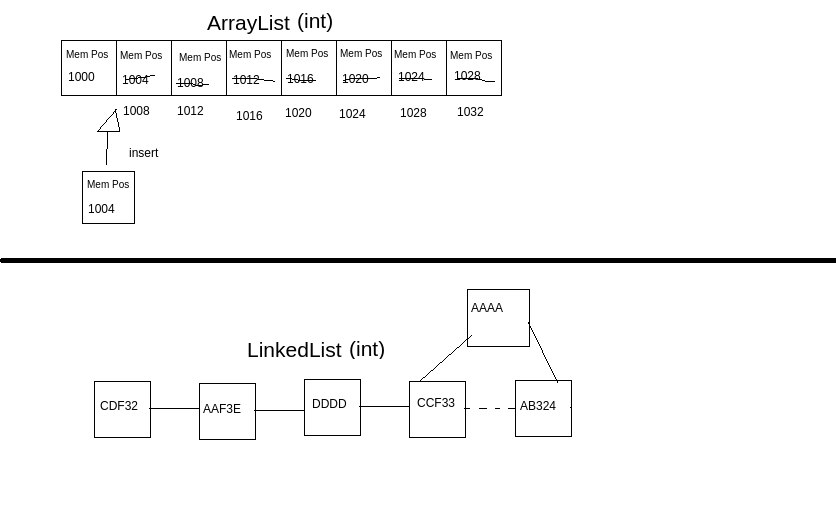 ArrayList (int)
Mem Pos Mem Pos Mem Pos Mem Pos Mem Pos Mem Pos Mem Pos Mem Pos
1000 1004 1008 1012 1016 1020 1024 1028
1008 1012 1016 1020 1024 1028 1032
insert
Mem Pos
1004
AAAA
LinkedList (int)
CDF32 AAF3E DDDD CCF33 AB324